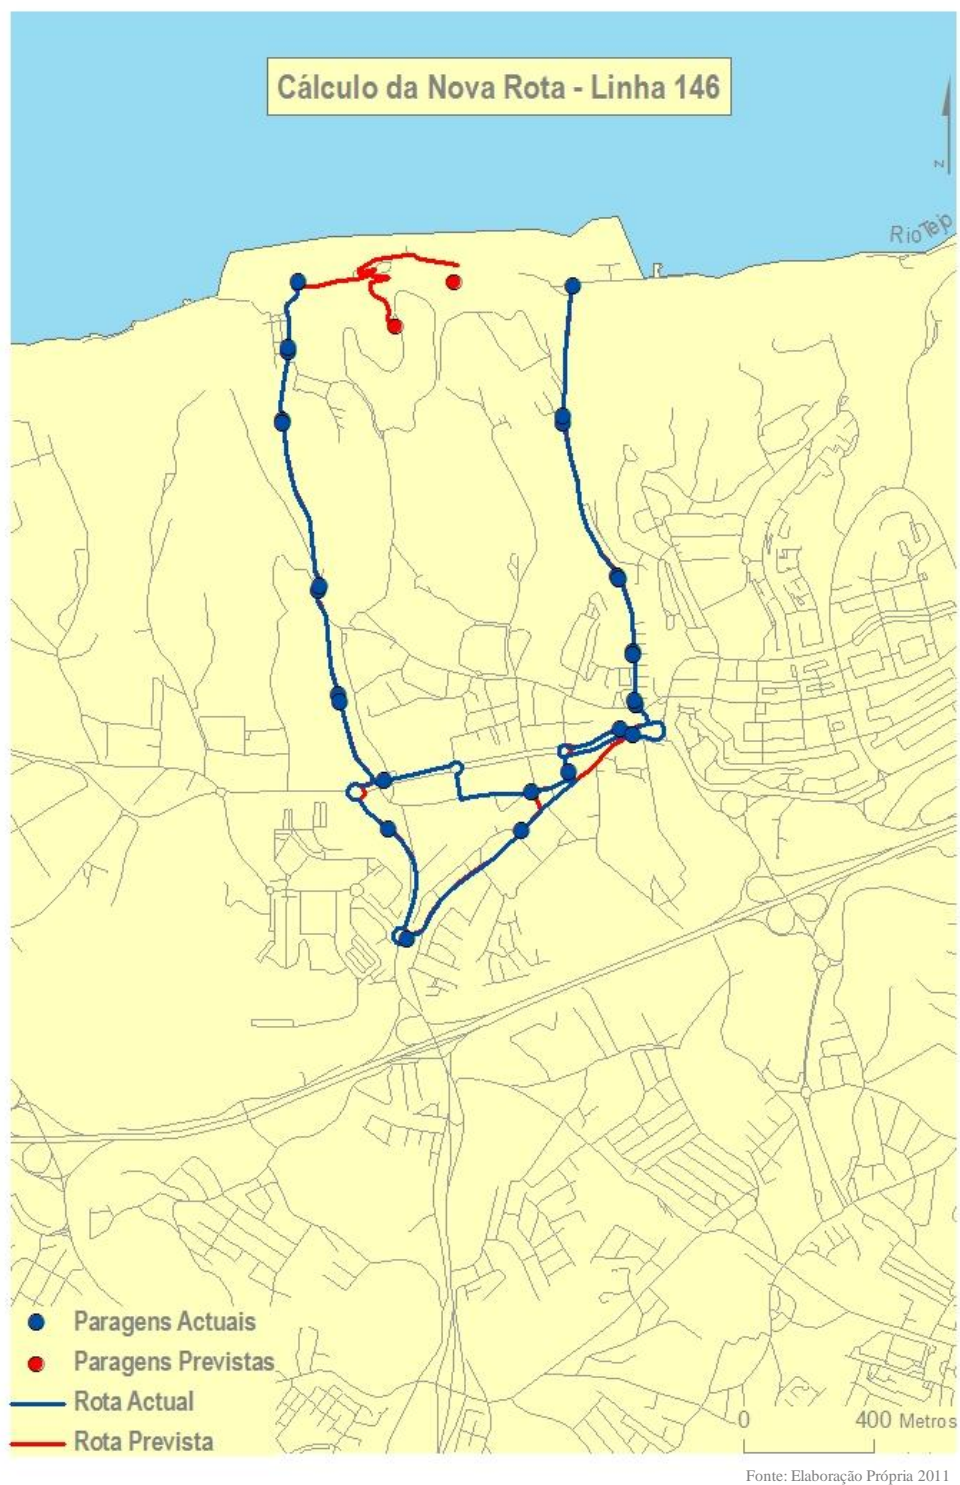 Cálculo da Nova Rota - Linha 146
N
Rio Tejo
Paragens Actuais
Paragens Previstas
Rota Actual
Rota Prevista
0 400 Metros
Fonte: Elaboração Própria 2011